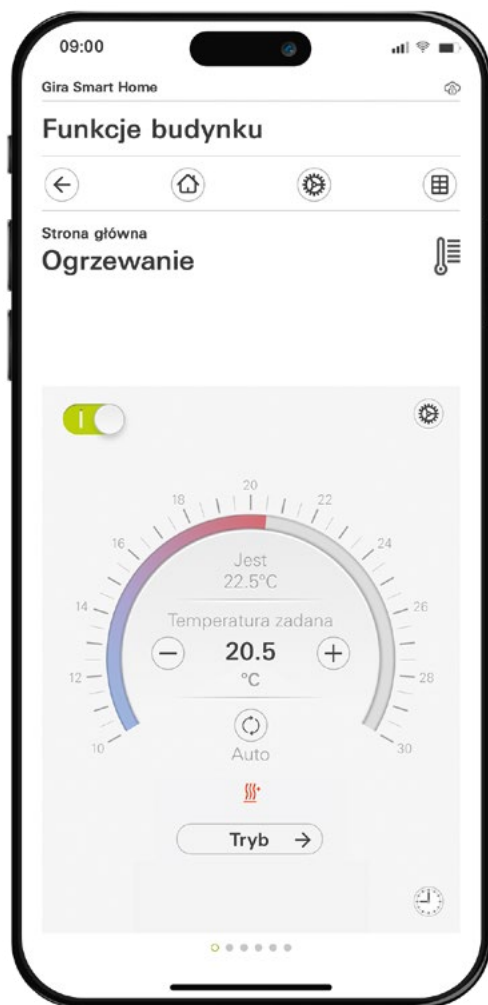 09:00
Gira Smart Home
Funkcje budynku
Strona główna
Ogrzewanie
20
18
22
16
24
14
26
12
28
10
30
Jest
22.5°C
Temperatura zadana
20.5
°C
Auto
Tryb